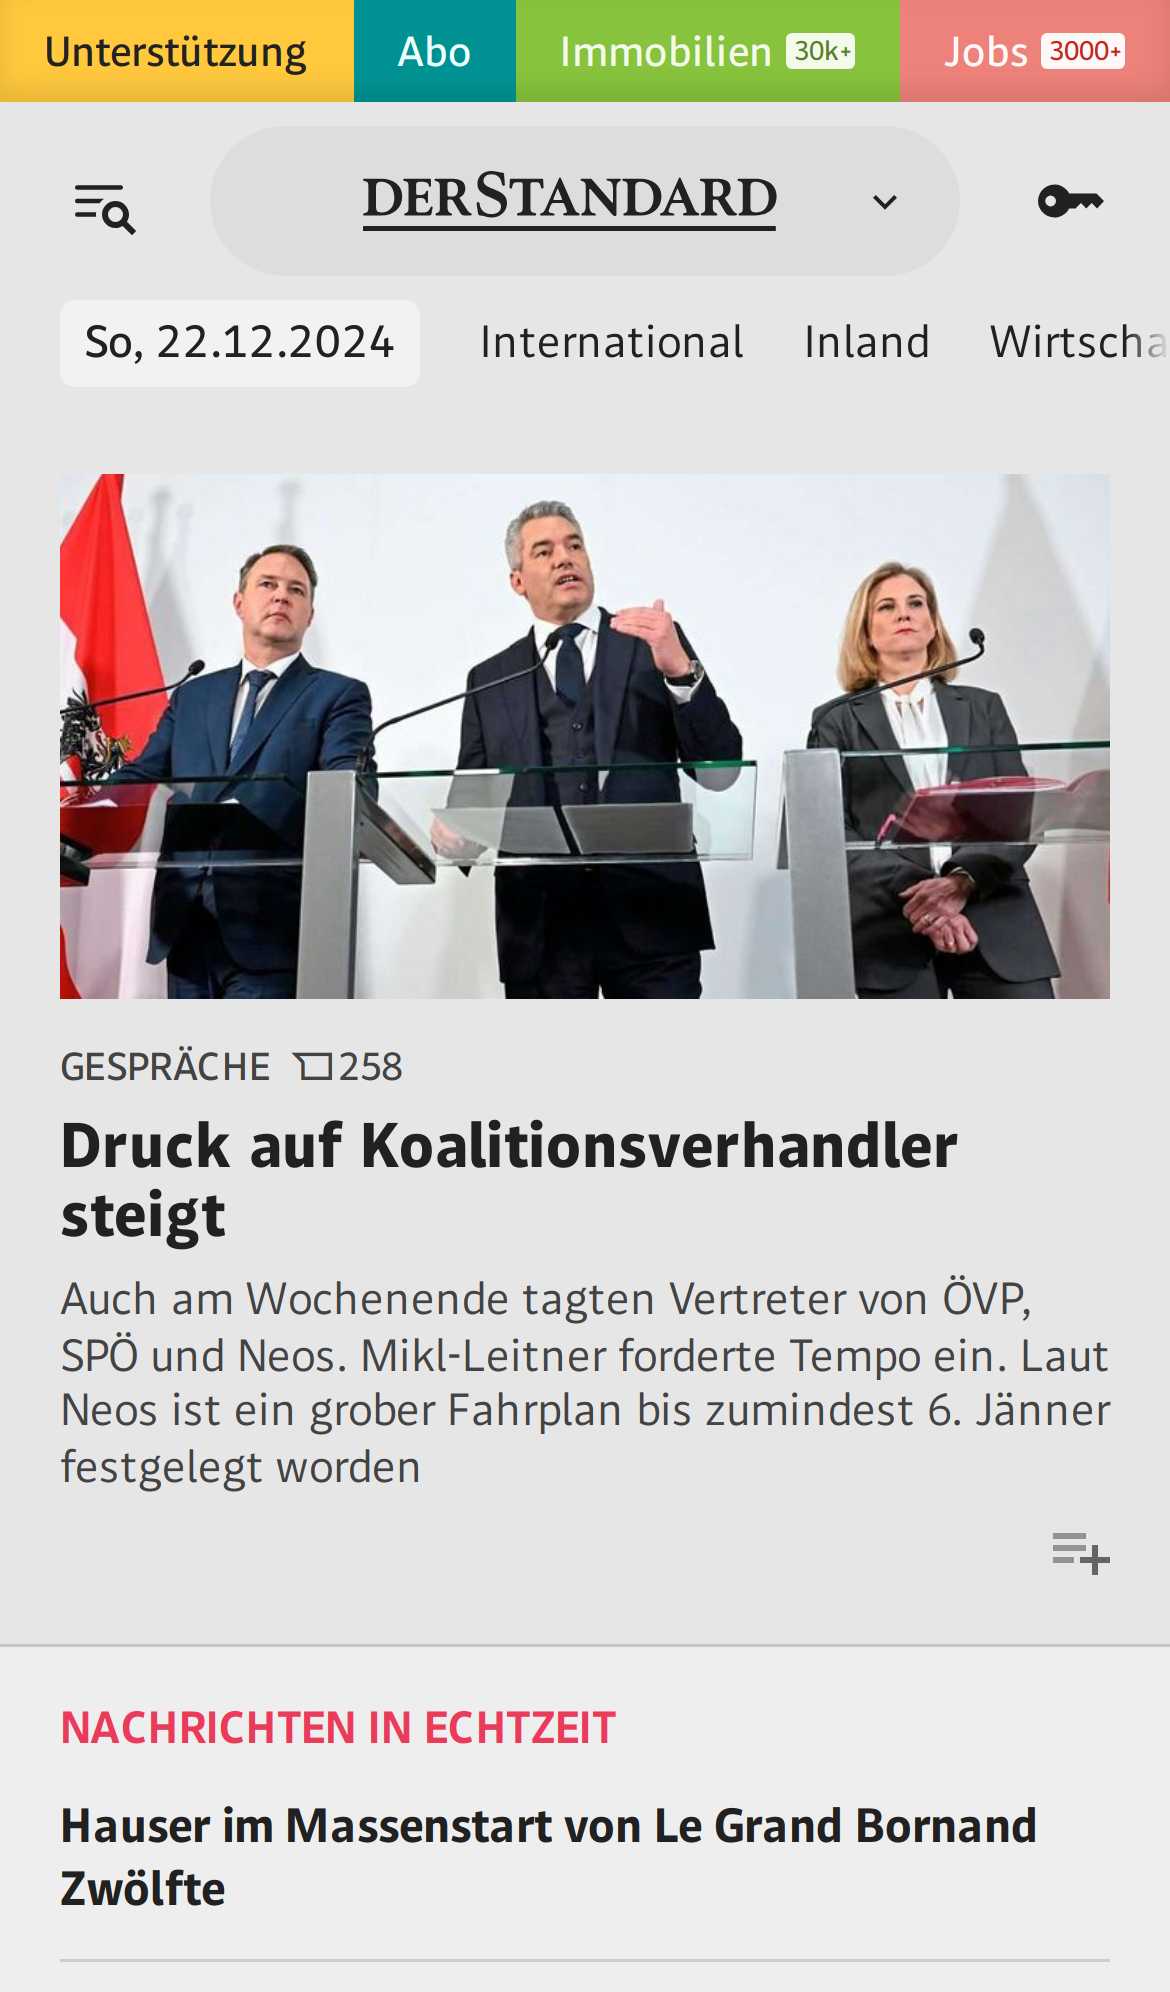 Unterstützung
Abo
Immobilien 30k+
Jobs 3000+
DERSTANDARD
So, 22.12.2024
International
Inland
Wirtscha
GESPRÄCHE 258
Druck auf Koalitionsverhandler
steigt
Auch am Wochenende tagten Vertreter von ÖVP,
SPÖ und Neos. Mikl-Leitner forderte Tempo ein. Laut
Neos ist ein grober Fahrplan bis zumindest 6. Jänner
festgelegt worden
NACHRICHTEN IN ECHTZEIT
Hauser im Massenstart von Le Grand Bornand
Zwölfte